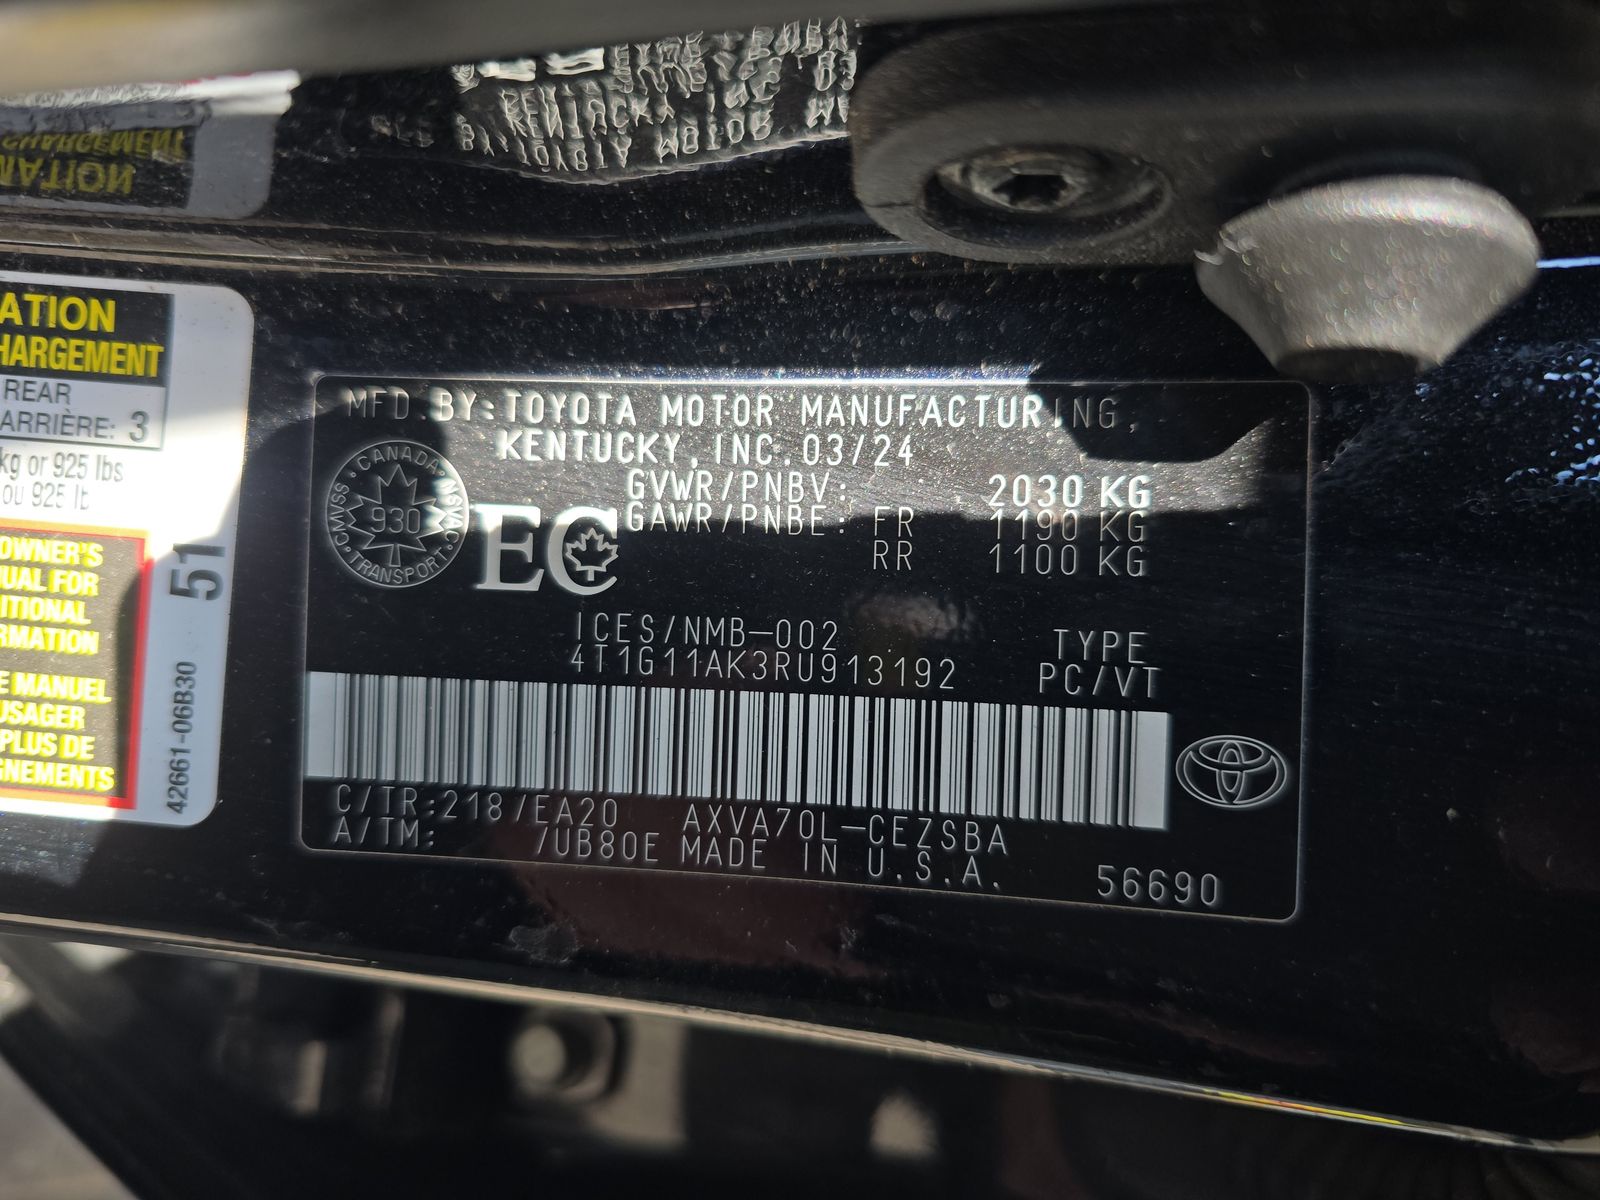 ATION
HARGEMENT
REAR
ARRIÈRE: 3
kg or 925 lbs
ou 925 lb
OWNER'S
UAL FOR
ITIONAL
RMATION
E MANUEL
USAGER
PLUS DE
GNEMENTS
51
42661-06B30
MFD.BY:TOYOTA MOTOR MANUFACTURING,
KENTUCKY, INC. 03/24
GVWR/PNBV: 2030 KG
GAWR/PNBE: FR 1190 KG
RR 1100 KG
CANADA
CMVSS 930 NSVAC
TRANSPORT
EC
ICES/NMB-002 TYPE
4T1G11AK3RU913192 PC/VT
C/TR:218/EA20 AXVA70L-CEZSBA
A/TM: /UB80E MADE IN U.S.A. 56690